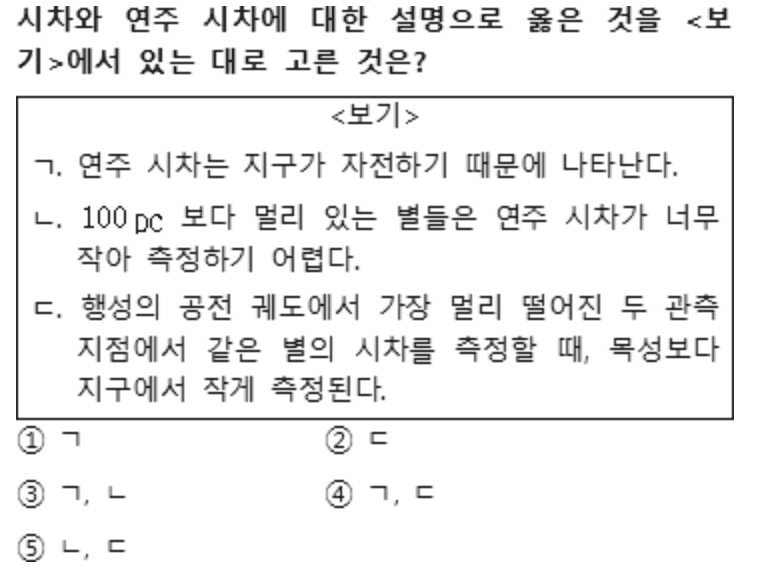 시차와 연주 시차에 대한 설명으로 옳은 것을 <보
기>에서 있는 대로 고른 것은?
<보기>
ㄱ. 연주 시차는 지구가 자전하기 때문에 나타난다.
ㄴ. 100pc 보다 멀리 있는 별들은 연주 시차가 너무
작아 측정하기 어렵다.
ㄷ. 행성의 공전 궤도에서 가장 멀리 떨어진 두 관측
지점에서 같은 별의 시차를 측정할 때, 목성보다
지구에서 작게 측정된다.
① ㄱ ② ㄷ
③ ㄱ, ㄴ ④ ㄱ, ㄷ
⑤ ㄴ, ㄷ